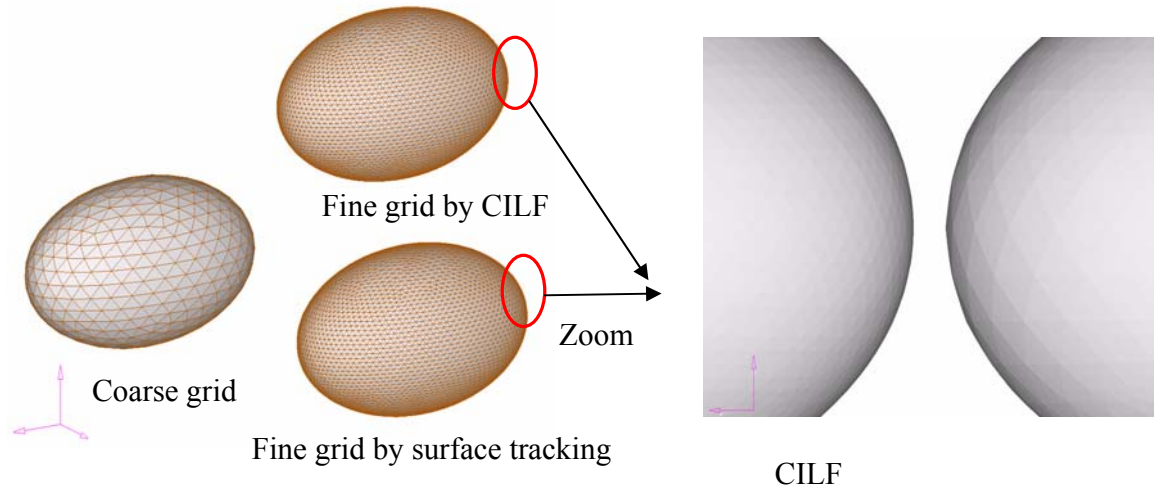 Fine grid by CILF
Coarse grid
Zoom
Fine grid by surface tracking
CILF